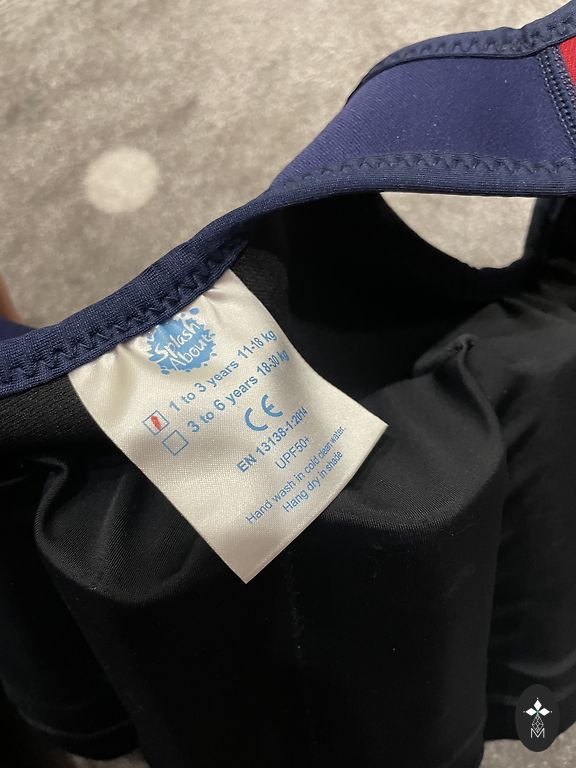 Splash
About
1 to 3 years 11-18 kg
3 to 6 years 18-30 kg
CE
EN 13138-1:2014
UPF50+
Hand wash in cold clean water.
Hang dry in shade
M